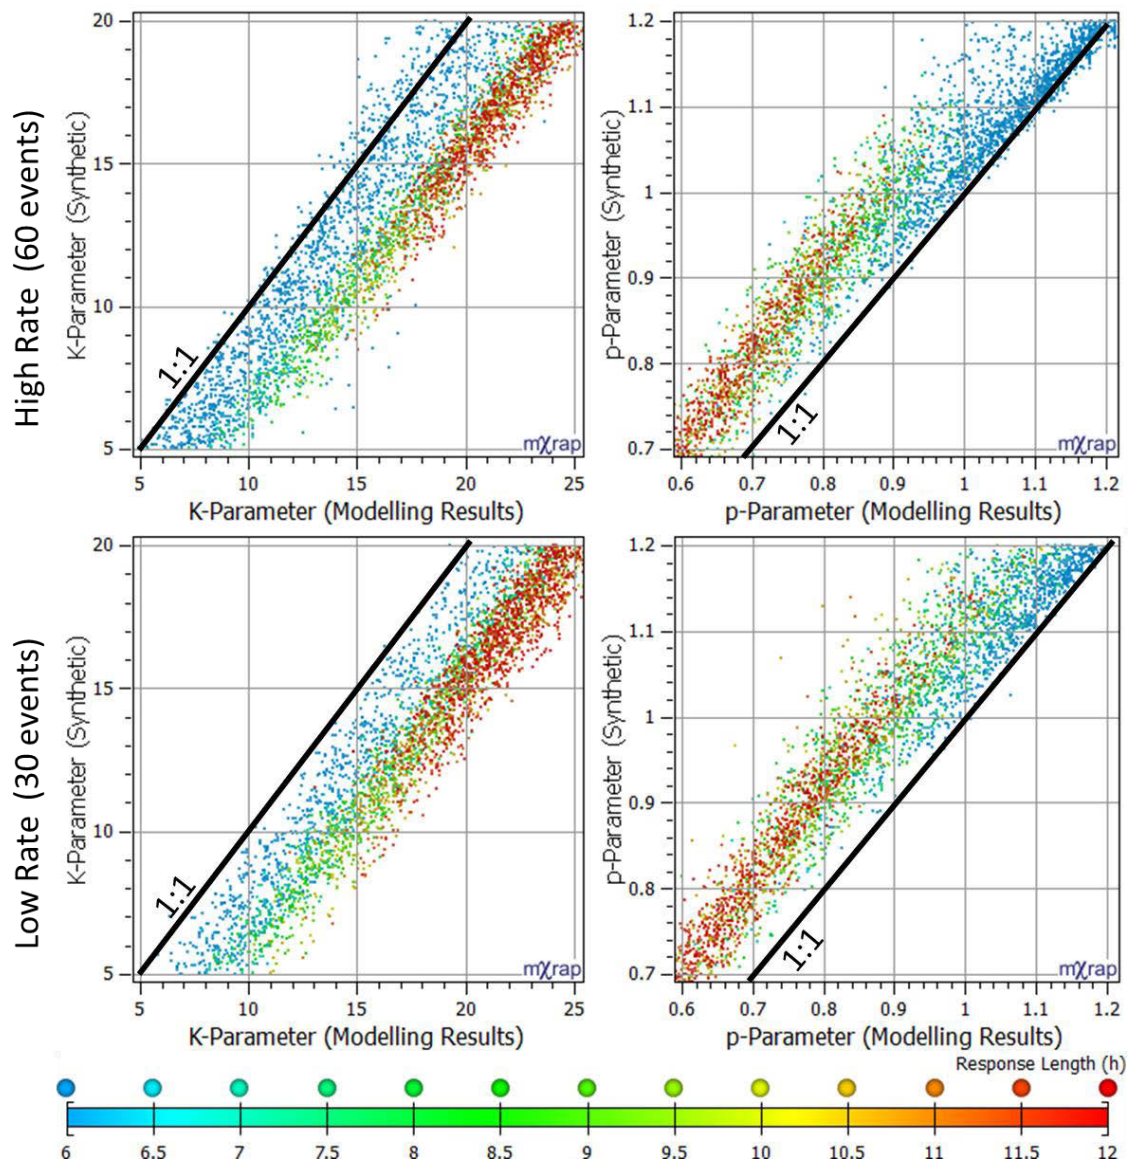 High Rate (60 events)
K-Parameter (Synthetic)
20
15
10
5
1:1
mχrap
5 10 15 20 25
K-Parameter (Modelling Results)
p-Parameter (Synthetic)
1.2
1.1
1
0.9
0.8
0.7
1:1
mχrap
0.6 0.7 0.8 0.9 1 1.1 1.2
p-Parameter (Modelling Results)
Low Rate (30 events)
K-Parameter (Synthetic)
20
15
10
5
1:1
mχrap
5 10 15 20 25
K-Parameter (Modelling Results)
p-Parameter (Synthetic)
1.2
1.1
1
0.9
0.8
0.7
1:1
mχrap
0.6 0.7 0.8 0.9 1 1.1 1.2
p-Parameter (Modelling Results)
Response Length (h)
6 6.5 7 7.5 8 8.5 9 9.5 10 10.5 11 11.5 12